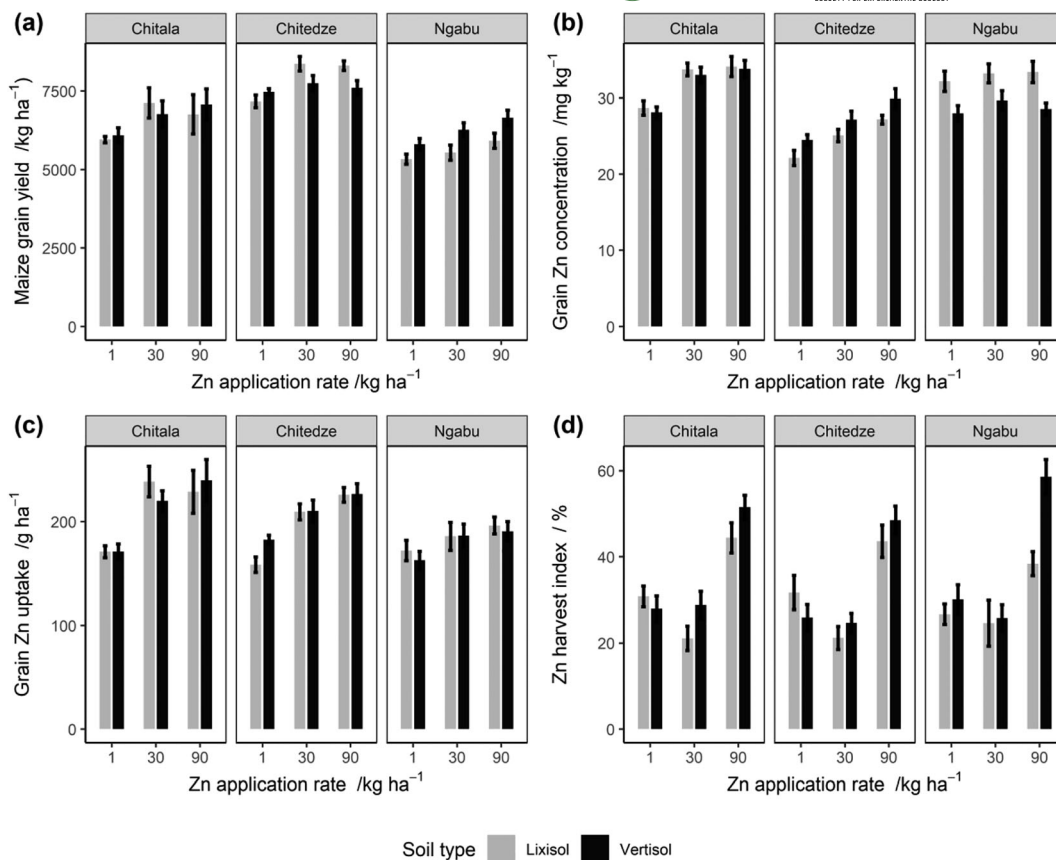 (a)
Chitala Chitedze Ngabu
Maize grain yield /kg ha⁻¹
7500
5000
2500
0
1 30 90 1 30 90 1 30 90
Zn application rate /kg ha⁻¹
(b)
Chitala Chitedze Ngabu
Grain Zn concentration /mg kg⁻¹
30
20
10
0
1 30 90 1 30 90 1 30 90
Zn application rate /kg ha⁻¹
(c)
Chitala Chitedze Ngabu
Grain Zn uptake /g ha⁻¹
200
100
0
1 30 90 1 30 90 1 30 90
Zn application rate /kg ha⁻¹
(d)
Chitala Chitedze Ngabu
Zn harvest index / %
60
40
20
0
1 30 90 1 30 90 1 30 90
Zn application rate /kg ha⁻¹
Soil type Lixisol Vertisol